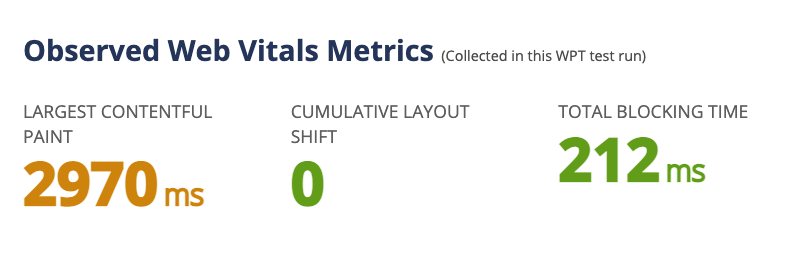 Observed Web Vitals Metrics (Collected in this WPT test run)
LARGEST CONTENTFUL
PAINT
2970 ms
CUMULATIVE LAYOUT
SHIFT
0
TOTAL BLOCKING TIME
212 ms